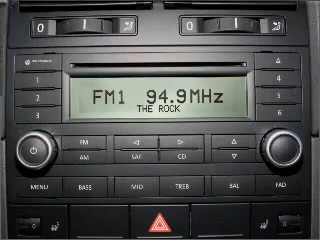 0 0
1 4
2 5
3 6
FM1 94.9MHz
THE ROCK
FM
AM SAT CD
MENU BASS MID TREB BAL FAD